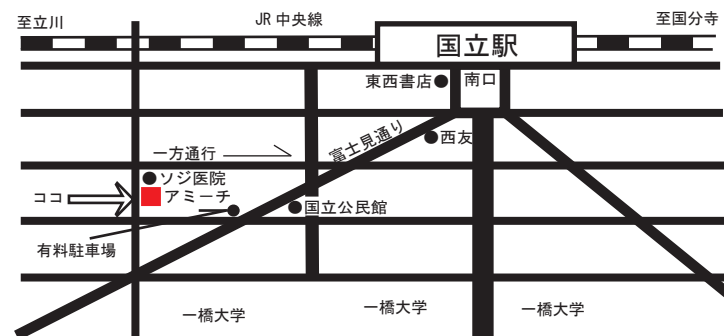 至立川
JR中央線
至国分寺
国立駅
東西書店
南口
富士見通り
西友
一方通行
ソジ医院
ココ
アミーチ
国立公民館
有料駐車場
一橋大学
一橋大学
一橋大学